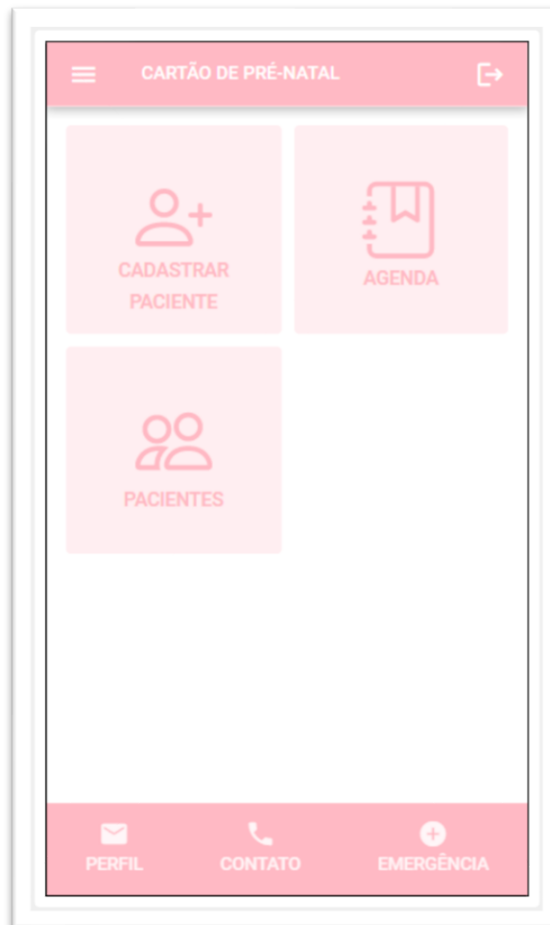 CARTÃO DE PRÉ-NATAL
CADASTRAR
PACIENTE
AGENDA
PACIENTES
PERFIL
CONTATO
EMERGÊNCIA